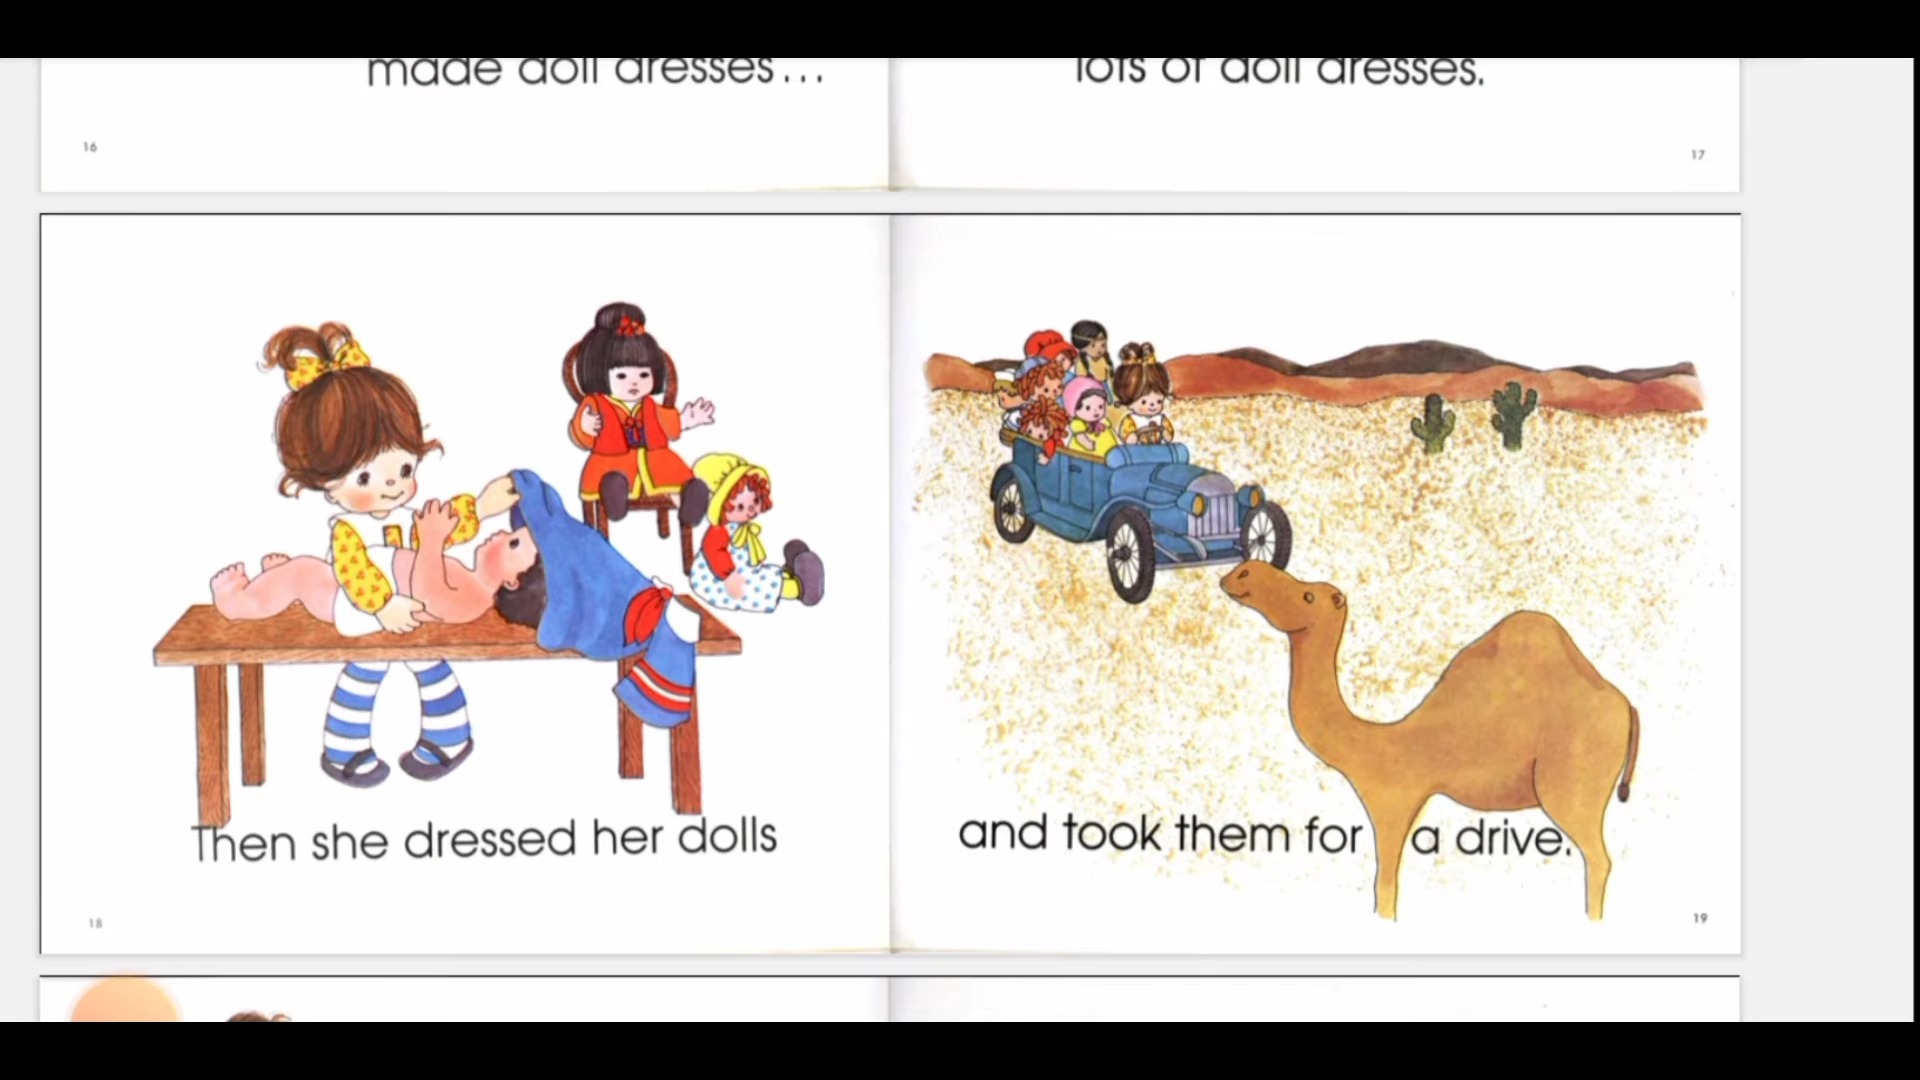 made doll dresses...
lots of doll dresses.
16
17
Then she dressed her dolls
and took them for a drive.
18
19